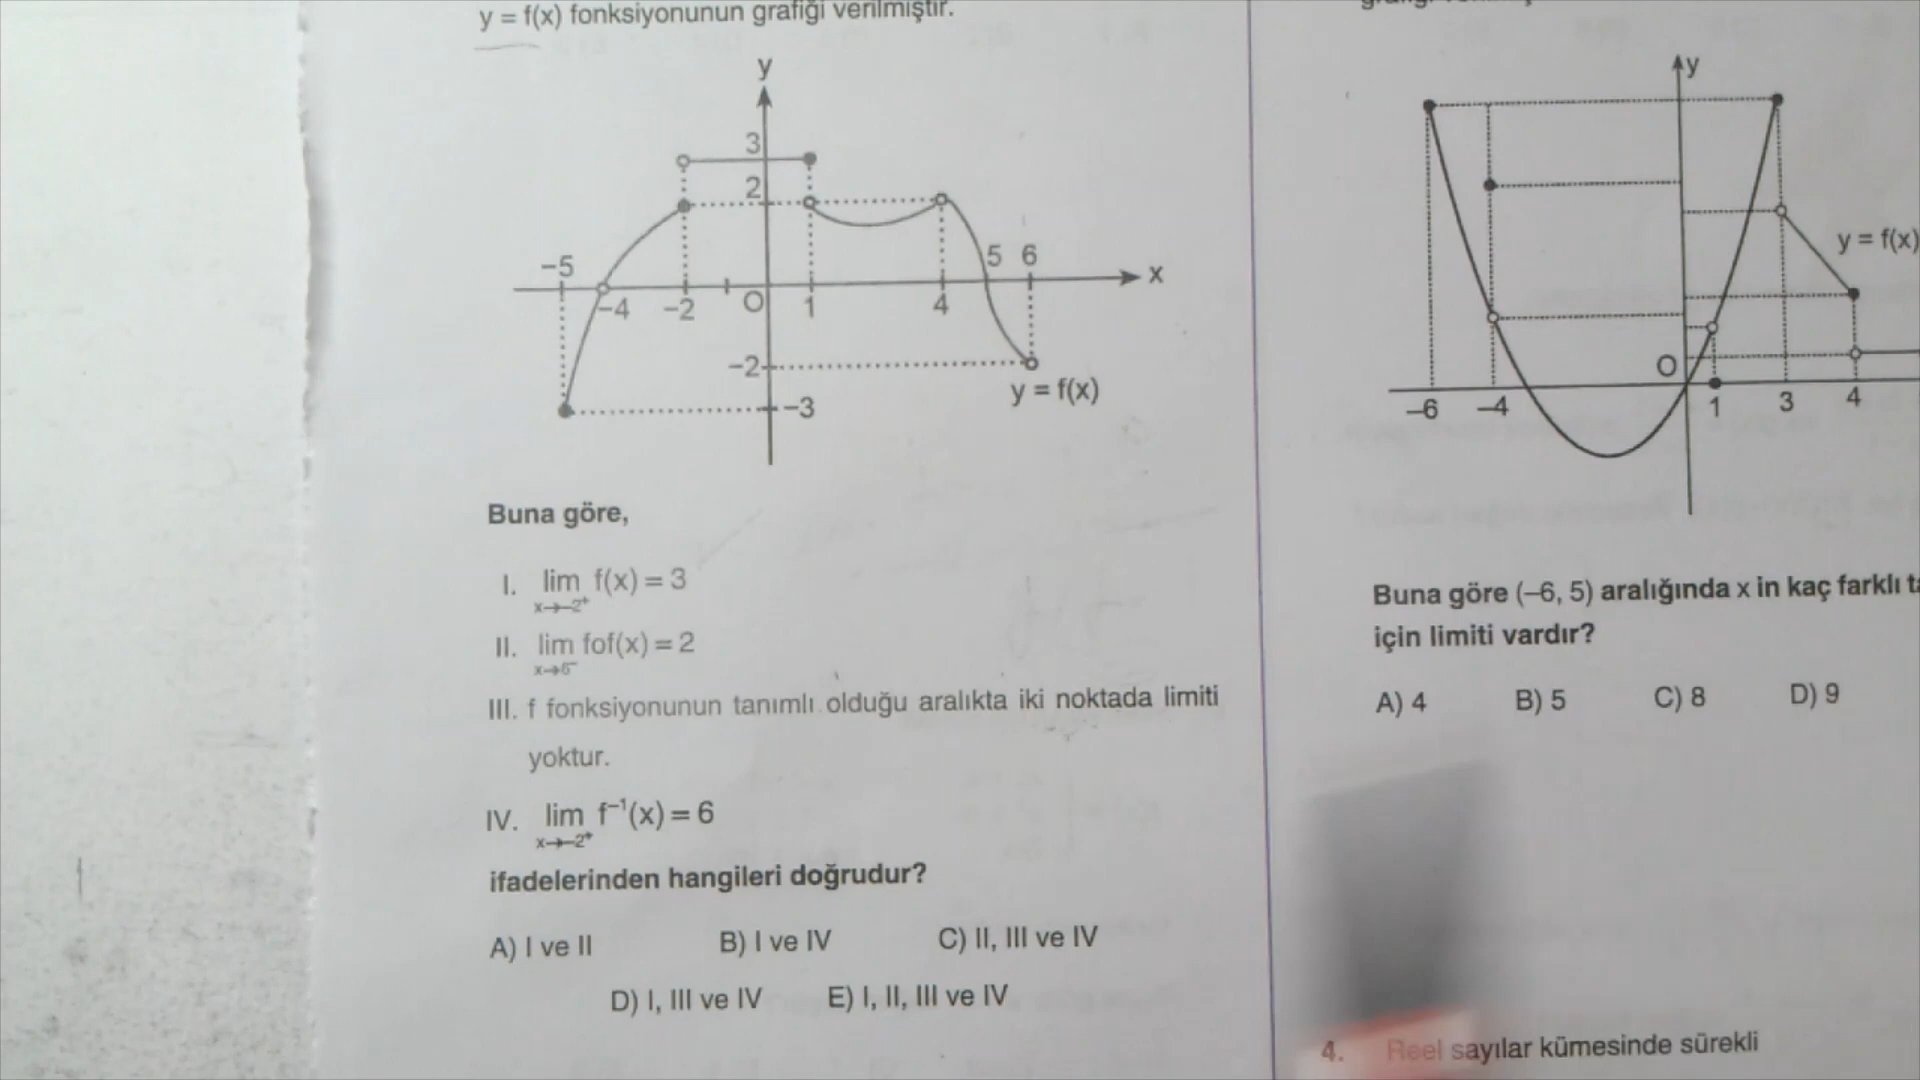 y = f(x) fonksiyonunun grafiği verilmiştir.
y
3
2
-5
5 6
x
-4
-2
O
1
4
-2
y = f(x)
-3
Buna göre,
I. lim f(x) = 3
x→-2⁺
II. lim fof(x) = 2
x→6⁻
III. f fonksiyonunun tanımlı olduğu aralıkta iki noktada limiti
yoktur.
IV. lim f⁻¹(x) = 6
x→-2⁺
ifadelerinden hangileri doğrudur?
A) I ve II
B) I ve IV
C) II, III ve IV
D) I, III ve IV
E) I, II, III ve IV
y
y = f(x)
O
-6
-4
1
3
4
Buna göre (-6, 5) aralığında x in kaç farklı
için limiti vardır?
A) 4
B) 5
C) 8
D) 9
4. Reel sayılar kümesinde sürekli